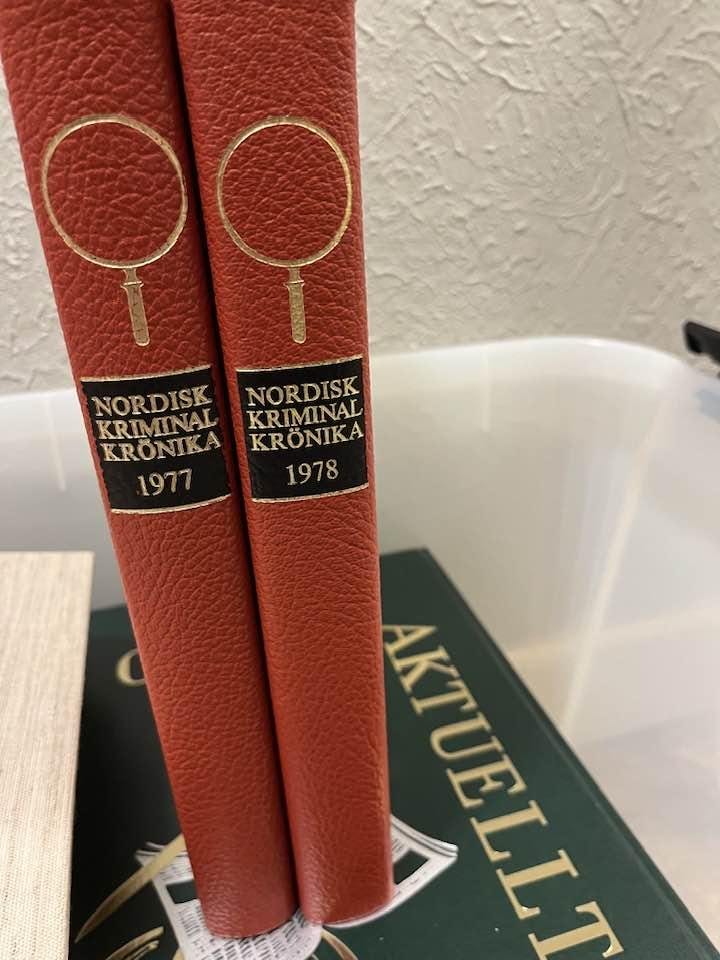 NORDISK
KRIMINAL
KRÖNIKA
1977
NORDISK
KRIMINAL
KRÖNIKA
1978
AKTUELLT